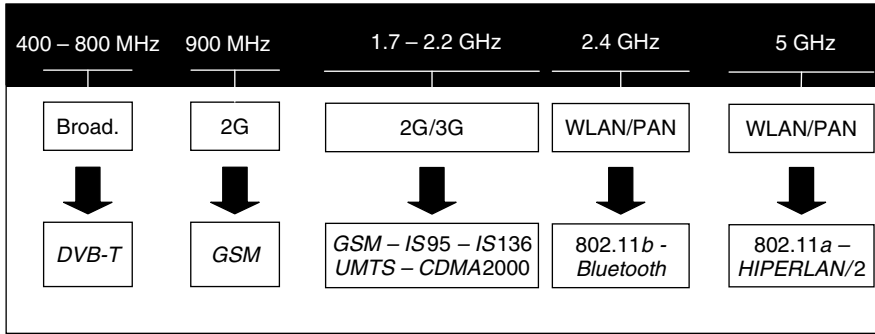 400 – 800 MHz 900 MHz 1.7 – 2.2 GHz 2.4 GHz 5 GHz
Broad. 2G 2G/3G WLAN/PAN WLAN/PAN
DVB-T GSM GSM – IS95 – IS136 802.11b - 802.11a –
UMTS – CDMA2000 Bluetooth HIPERLAN/2